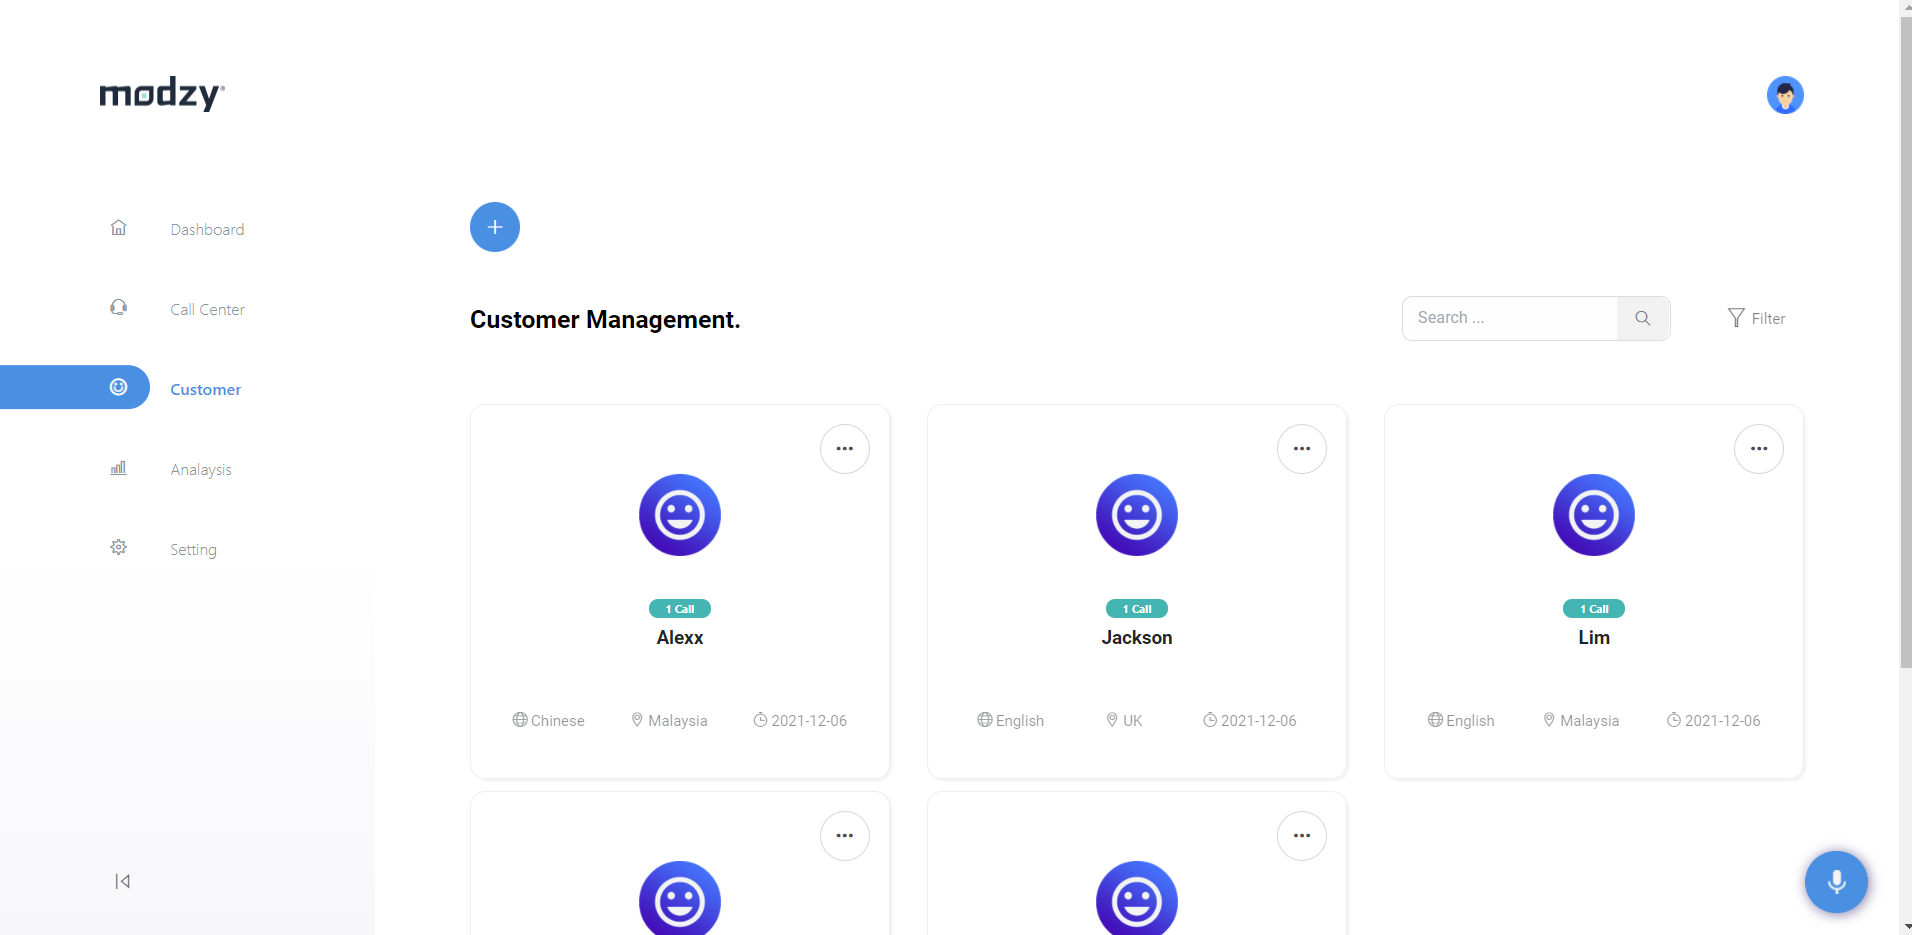 modzy
Dashboard
Call Center
Customer
Analaysis
Setting
Customer Management.
Search ...
Filter
1 Call
Alexx
Chinese Malaysia 2021-12-06
1 Call
Jackson
English UK 2021-12-06
1 Call
Lim
English Malaysia 2021-12-06